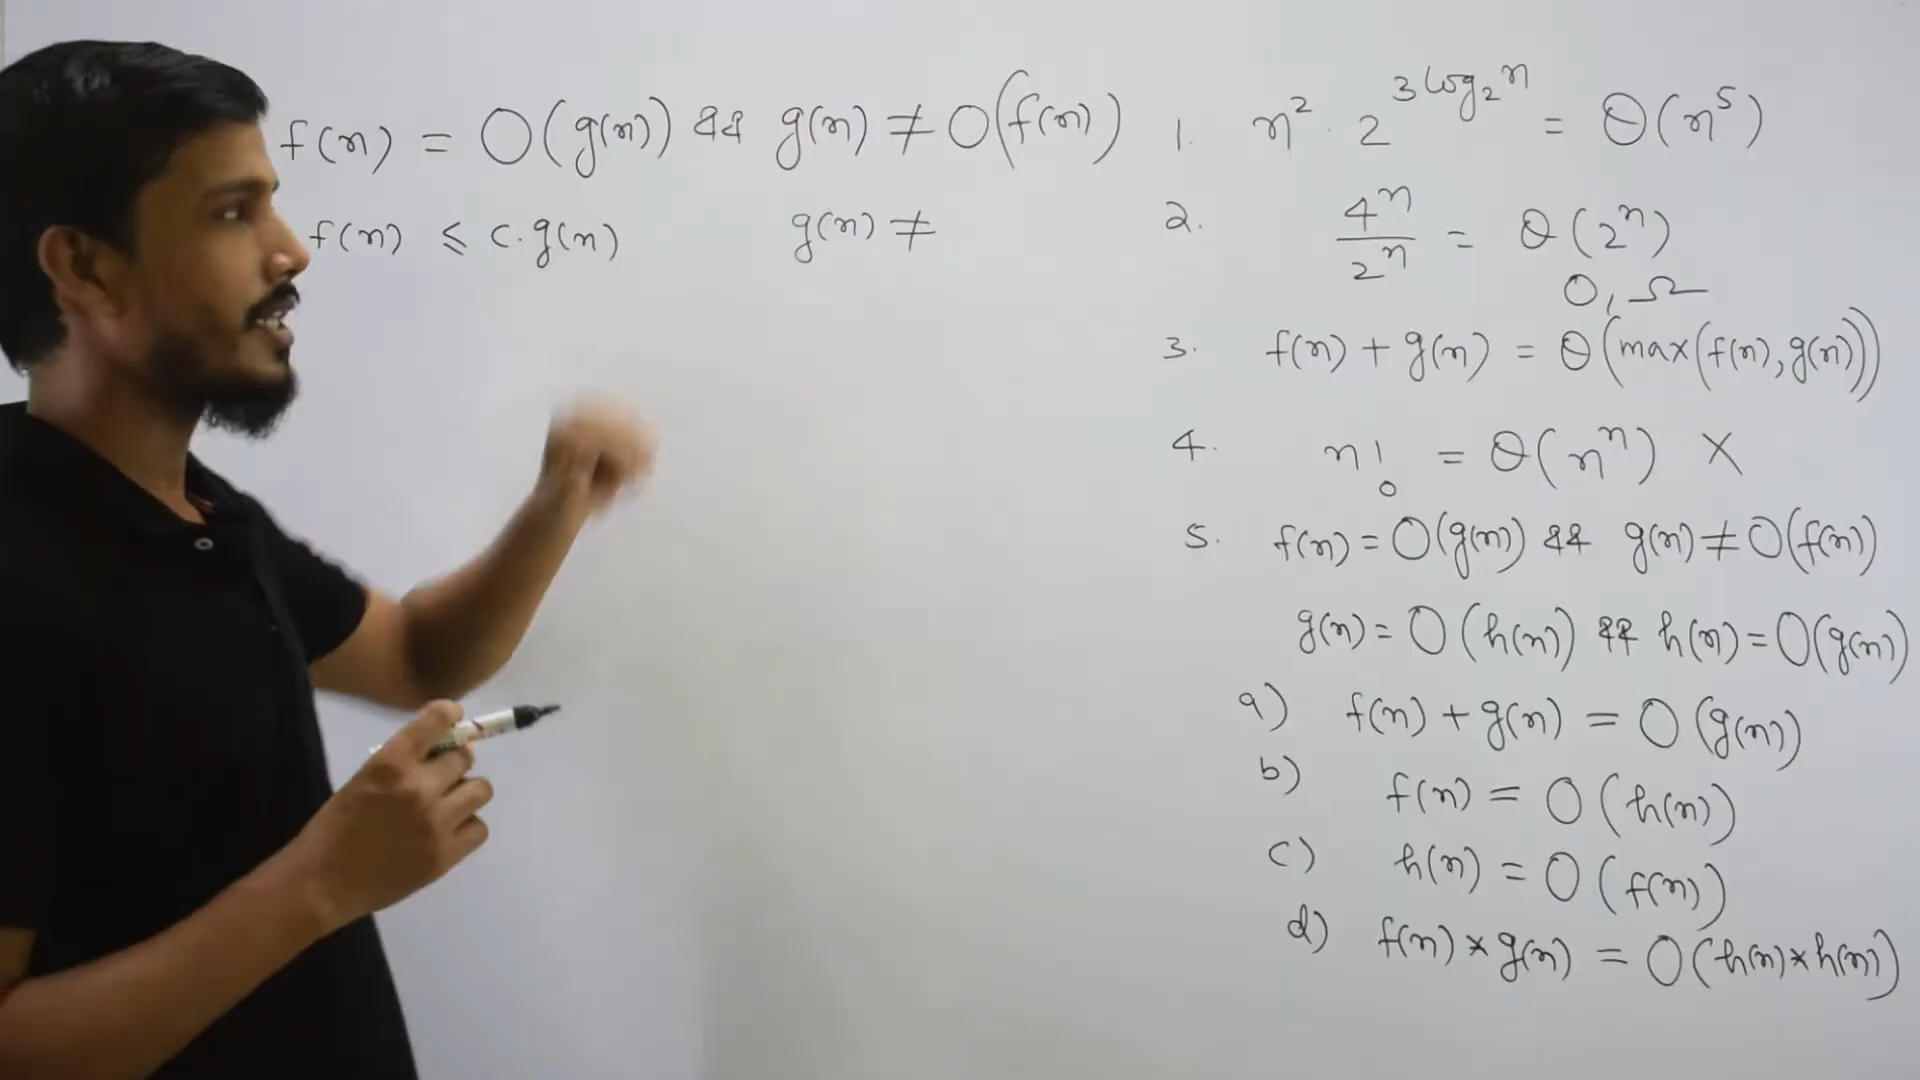 f(n) = O(g(n)) && g(n) ≠ O(f(n))
f(n) ≤ c.g(n) g(n) ≠
1. n² . 2^{3 log₂ n} = Θ(n⁵)
2. 4ⁿ / 2ⁿ = Θ(2ⁿ)
O, Ω
3. f(n) + g(n) = Θ(max(f(n), g(n)))
4. n! = Θ(nⁿ) ×
5. f(n) = O(g(n)) && g(n) ≠ O(f(n))
g(n) = O(h(n)) && h(n) = O(g(n))
a) f(n) + g(n) = O(g(n))
b) f(n) = O(h(n))
c) h(n) = O(f(n))
d) f(n) * g(n) = O(h(n) * h(n))